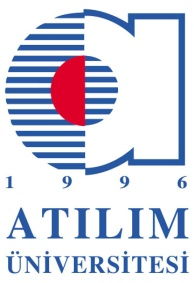 1 9 9 6
ATILIM
ÜNİVERSİTESİ